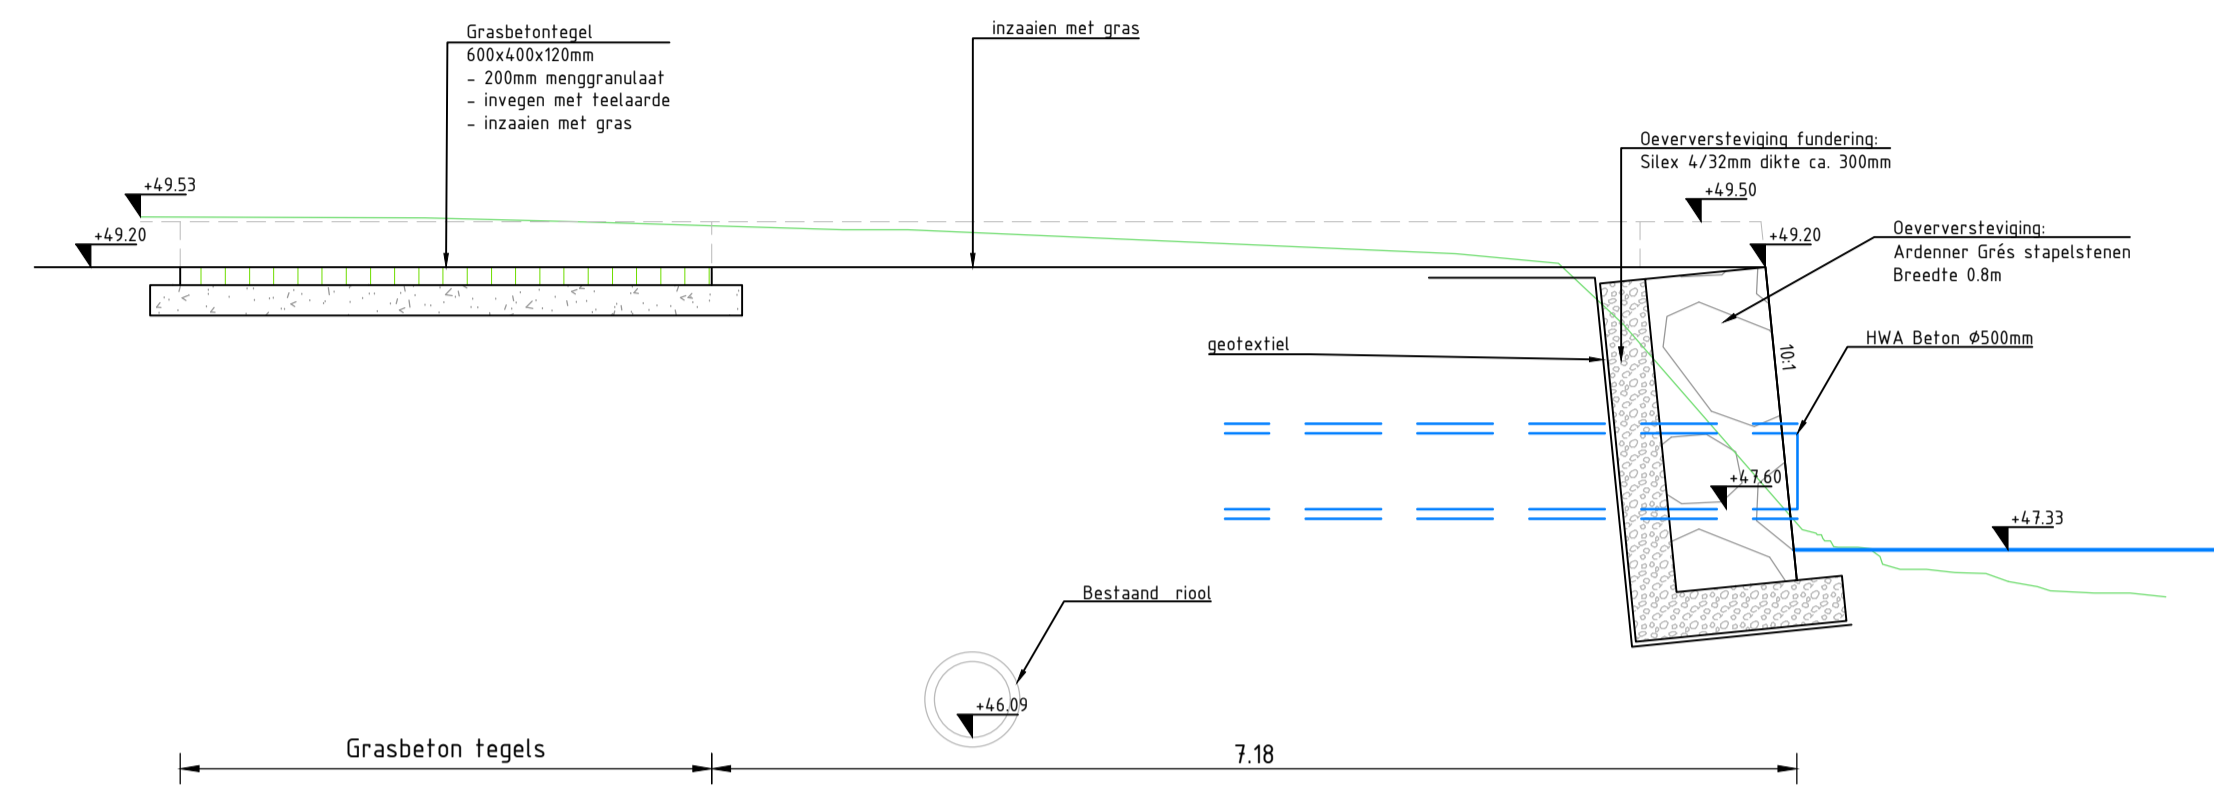 Grasbetontegel
600x400x120mm
- 200mm menggranulaat
- invegen met teelaarde
- inzaaien met gras
inzaaien met gras
Oeververstevíging fundering:
Silex 4/32mm dikte ca. 300mm
+49.53
+49.50
+49.20
+49.20
Oeverversteviging:
Ardenner Grés stapelstenen
Breedte 0.8m
geotextiel
10:1
HWA Beton Ø500mm
+47.60
+47.33
Bestaand riool
+46.09
Grasbeton tegels
7.18